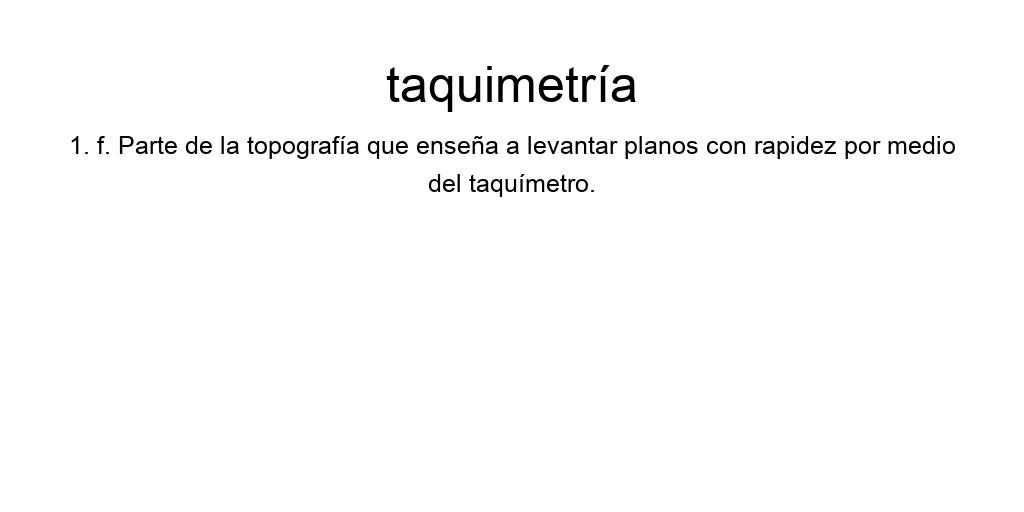 taquimetría
1. f. Parte de la topografía que enseña a levantar planos con rapidez por medio
del taquímetro.